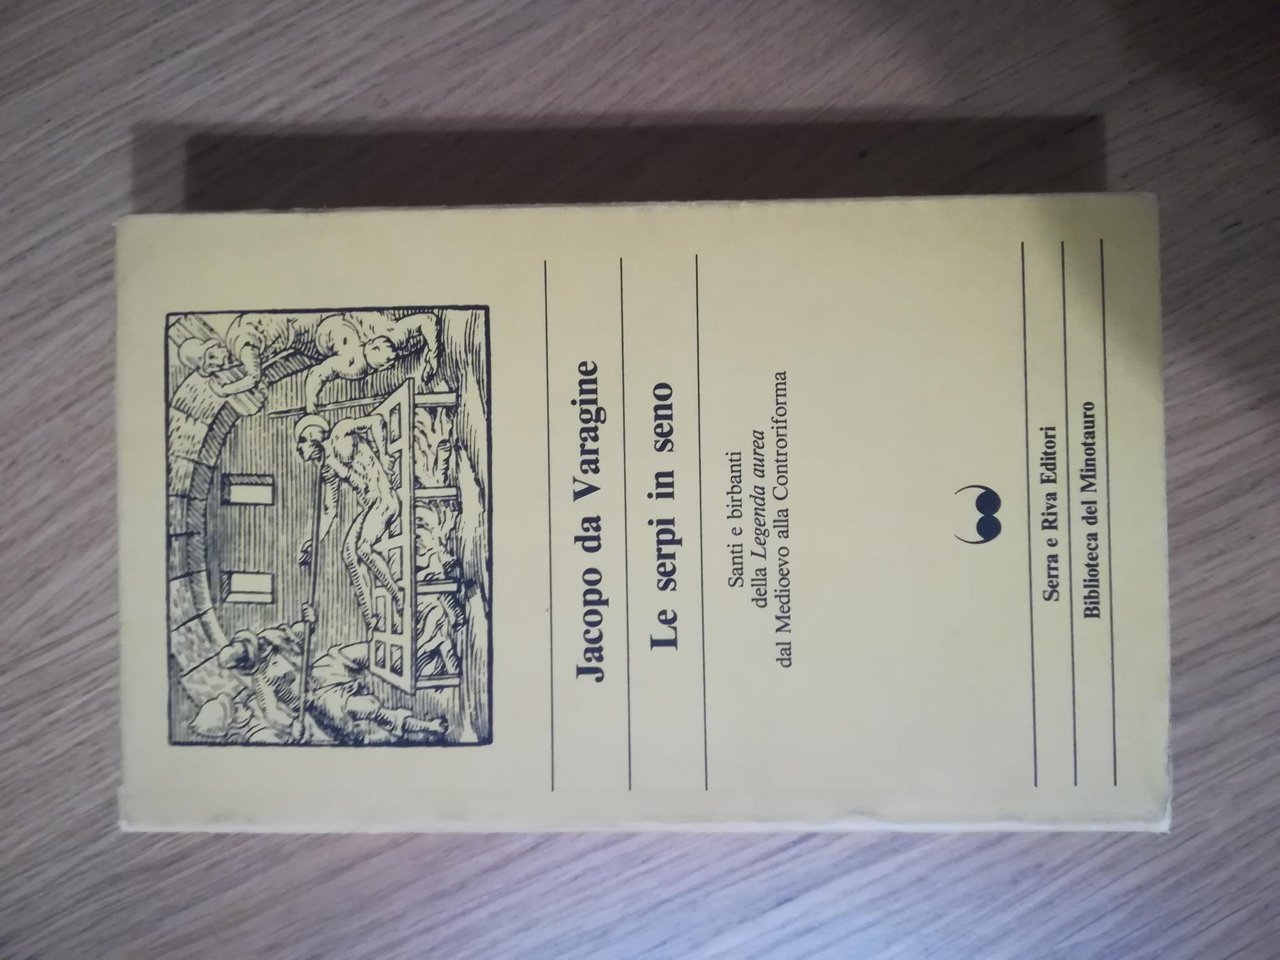 Jacopo da Varagine
Le serpi in seno
Santi e birbanti
della Legenda aurea
dal Medioevo alla Controriforma
Serra e Riva Editori
Biblioteca del Minotauro